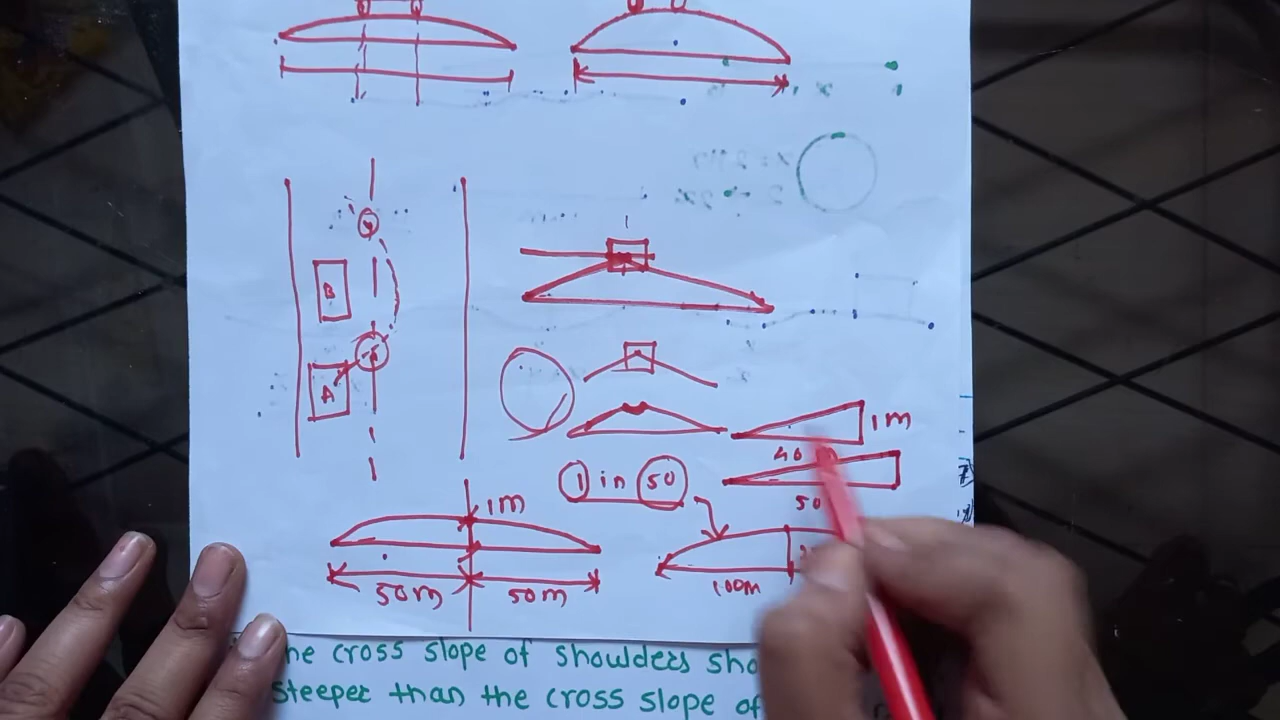 B
A
1m
40 m
① in 50
50
1m
50m
50m
100m
he cross slope of shoulders sho
steeper than the cross slope of